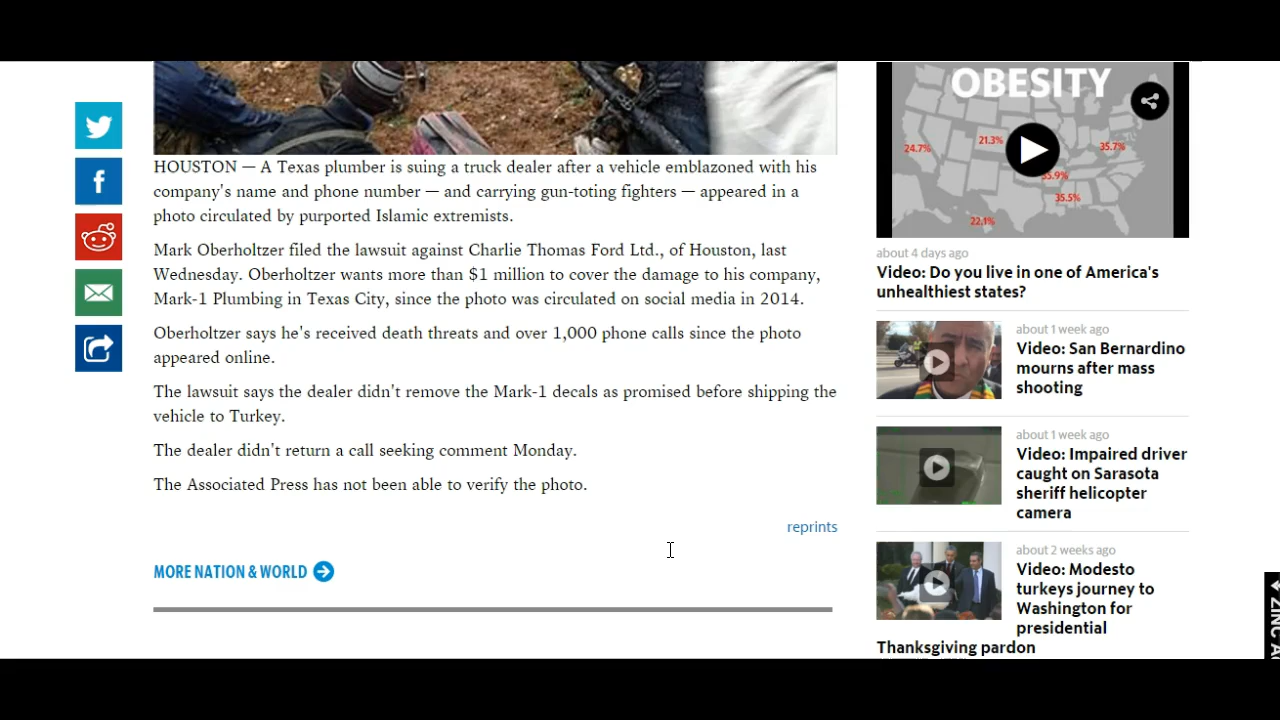 HOUSTON — A Texas plumber is suing a truck dealer after a vehicle emblazoned with his
company's name and phone number — and carrying gun-toting fighters — appeared in a
photo circulated by purported Islamic extremists.
Mark Oberholtzer filed the lawsuit against Charlie Thomas Ford Ltd., of Houston, last
Wednesday. Oberholtzer wants more than $1 million to cover the damage to his company,
Mark-1 Plumbing in Texas City, since the photo was circulated on social media in 2014.
Oberholtzer says he's received death threats and over 1,000 phone calls since the photo
appeared online.
The lawsuit says the dealer didn't remove the Mark-1 decals as promised before shipping the
vehicle to Turkey.
The dealer didn't return a call seeking comment Monday.
The Associated Press has not been able to verify the photo.
reprints
MORE NATION & WORLD
OBESITY
24.7%
21.3%
35.7%
35.9%
35.5%
22.1%
about 4 days ago
Video: Do you live in one of America's
unhealthiest states?
about 1 week ago
Video: San Bernardino
mourns after mass
shooting
about 1 week ago
Video: Impaired driver
caught on Sarasota
sheriff helicopter
camera
about 2 weeks ago
Video: Modesto
turkeys journey to
Washington for
presidential
Thanksgiving pardon
ZINC